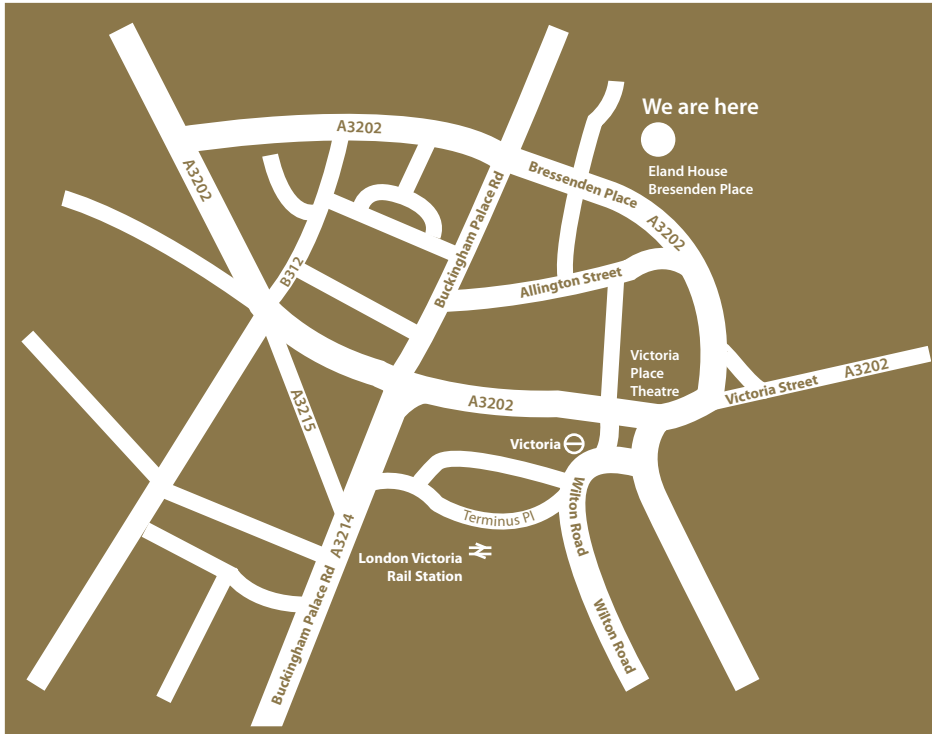 We are here
A3202
Eland House
Bresenden Place
Bressenden Place
A3202
A3202
Buckingham Palace Rd
B312
Allington Street
Victoria
Place
Theatre
Victoria Street
A3202
A3202
A3215
Victoria
Wilton Road
Terminus Pl
A3214
London Victoria
Rail Station
Buckingham Palace Rd
Wilton Road